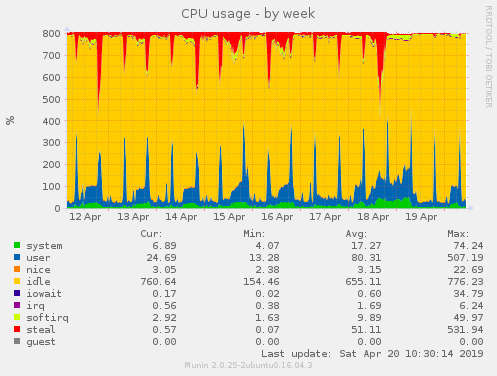 CPU usage - by week
RRDTOOL / TOBI OETIKER
%
800
700
600
500
400
300
200
100
0
12 Apr 13 Apr 14 Apr 15 Apr 16 Apr 17 Apr 18 Apr 19 Apr
Cur: Min: Avg: Max:
system 6.89 4.07 17.27 74.24
user 24.69 13.28 80.31 507.19
nice 3.05 2.38 3.15 22.69
idle 760.64 154.46 655.11 776.23
iowait 0.17 0.02 0.60 34.79
irq 0.56 0.38 1.69 6.24
softirq 2.92 1.63 9.89 49.97
steal 0.57 0.07 51.11 531.94
guest 0.00 0.00 0.00 0.00
Last update: Sat Apr 20 10:30:14 2019
Munin 2.0.25-2ubuntu0.16.04.3